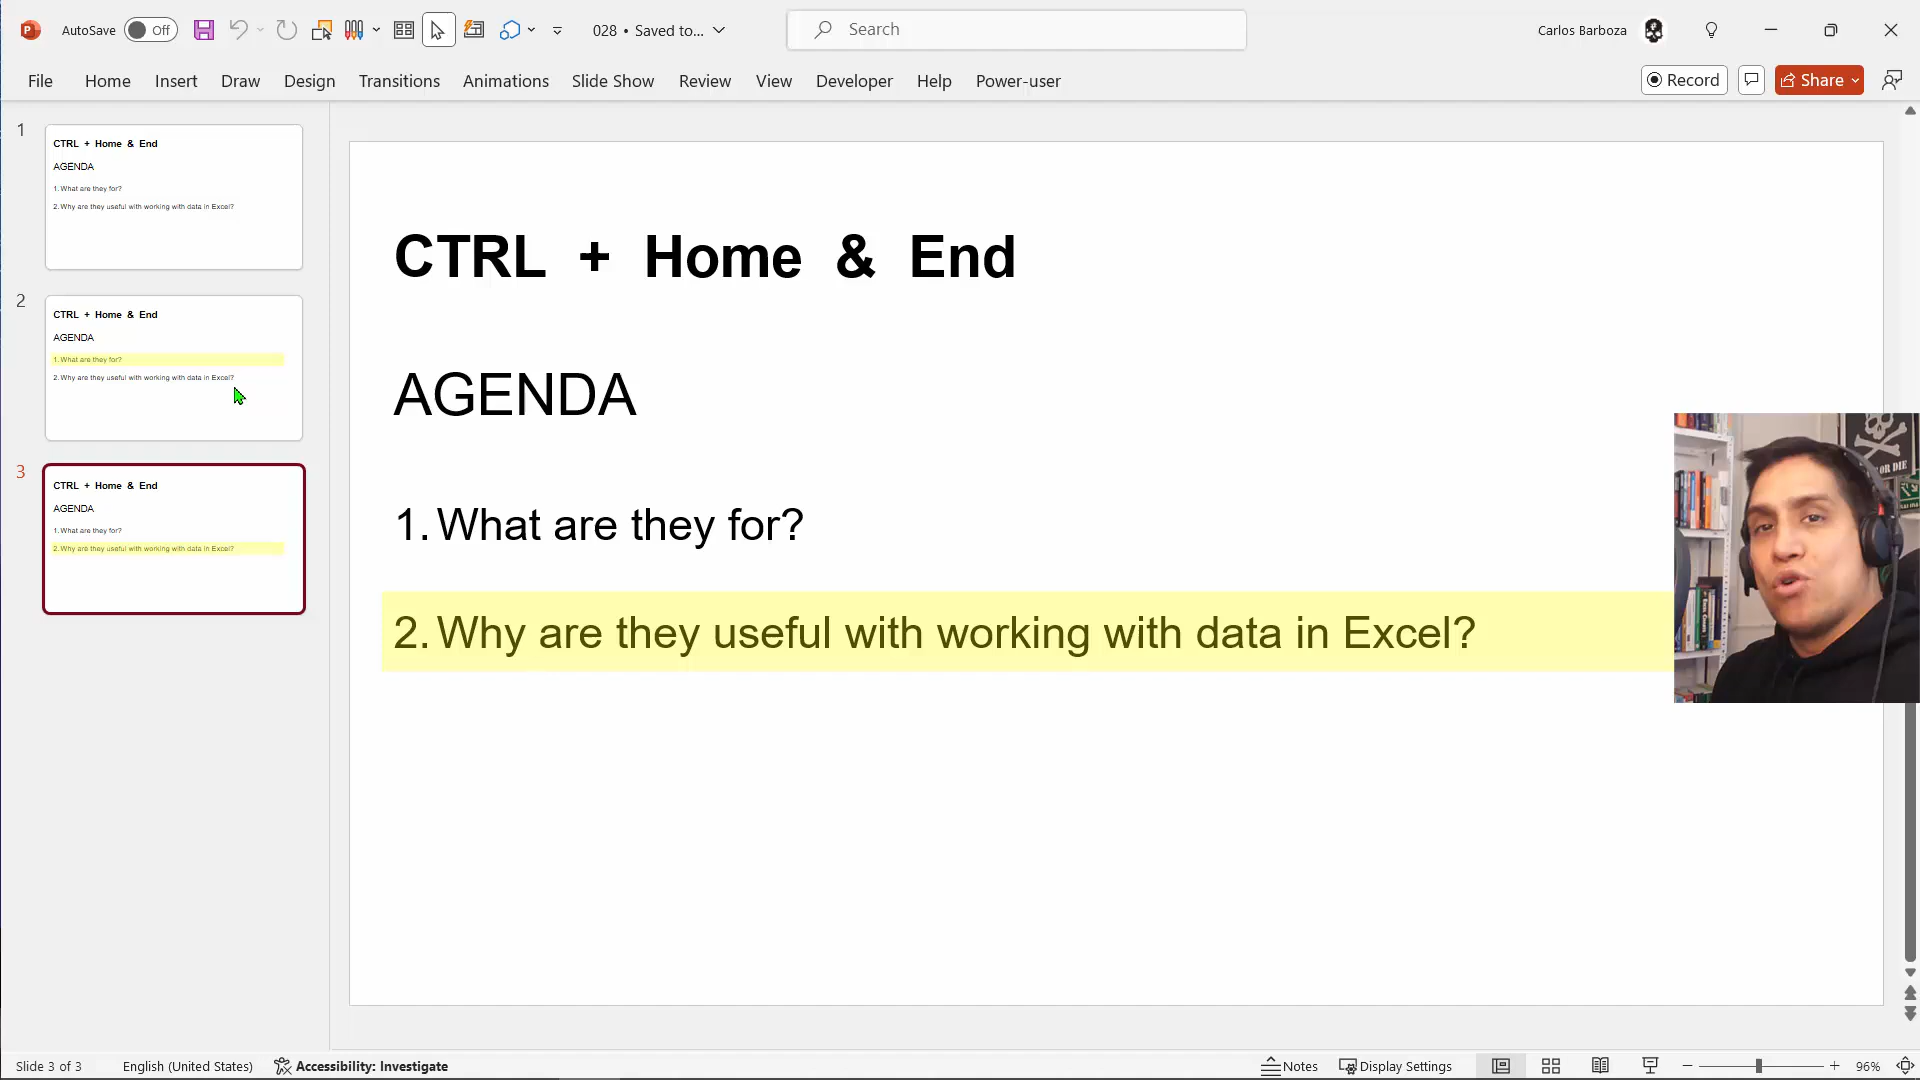 AutoSave Off 028 • Saved to... Search Carlos Barboza
File Home Insert Draw Design Transitions Animations Slide Show Review View Developer Help Power-user Record Share
1
CTRL + Home & End
AGENDA
1. What are they for?
2. Why are they useful with working with data in Excel?
2
CTRL + Home & End
AGENDA
1. What are they for?
2. Why are they useful with working with data in Excel?
3
CTRL + Home & End
AGENDA
1. What are they for?
2. Why are they useful with working with data in Excel?
CTRL + Home & End
AGENDA
1. What are they for?
2. Why are they useful with working with data in Excel?
OR DIE
Slide 3 of 3 English (United States) Accessibility: Investigate Notes Display Settings 96%